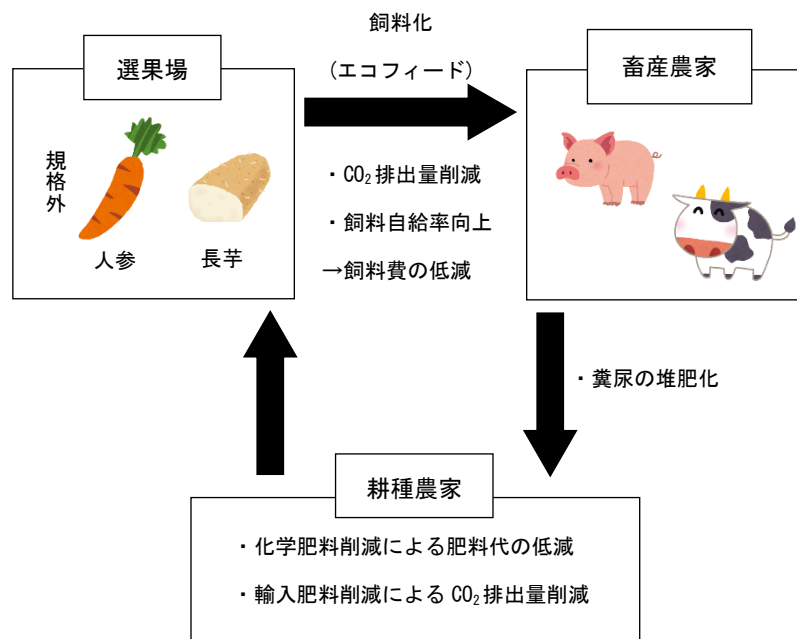 飼料化
(エコフィード)
選果場
規格外
人参
長芋
・CO₂排出量削減
・飼料自給率向上
→飼料費の低減
畜産農家
・糞尿の堆肥化
耕種農家
・化学肥料削減による肥料代の低減
・輸入肥料削減による CO₂排出量削減